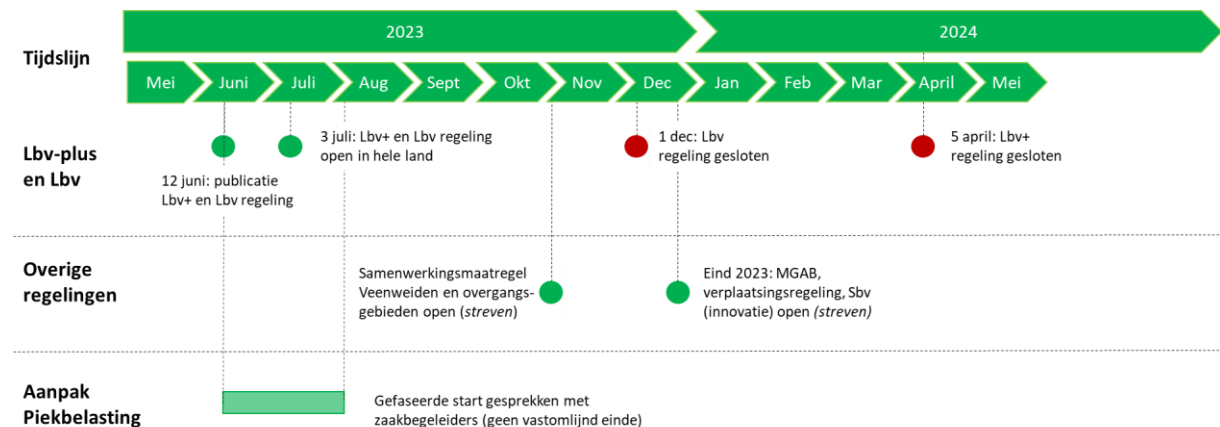 2023
2024
Tijdslijn
Mei
Juni
Juli
Aug
Sept
Okt
Nov
Dec
Jan
Feb
Mar
April
Mei
Lbv-plus
en Lbv
3 juli: Lbv+ en Lbv regeling
open in hele land
1 dec: Lbv
regeling gesloten
5 april: Lbv+
regeling gesloten
12 juni: publicatie
Lbv+ en Lbv regeling
Overige
regelingen
Samenwerkingsmaatregel
Veenweiden en overgangs-
gebieden open (streven)
Eind 2023: MGAB,
verplaatsingsregeling, Sbv
(innovatie) open (streven)
Aanpak
Piekbelasting
Gefaseerde start gesprekken met
zaakbegeleiders (geen vastomlijnd einde)